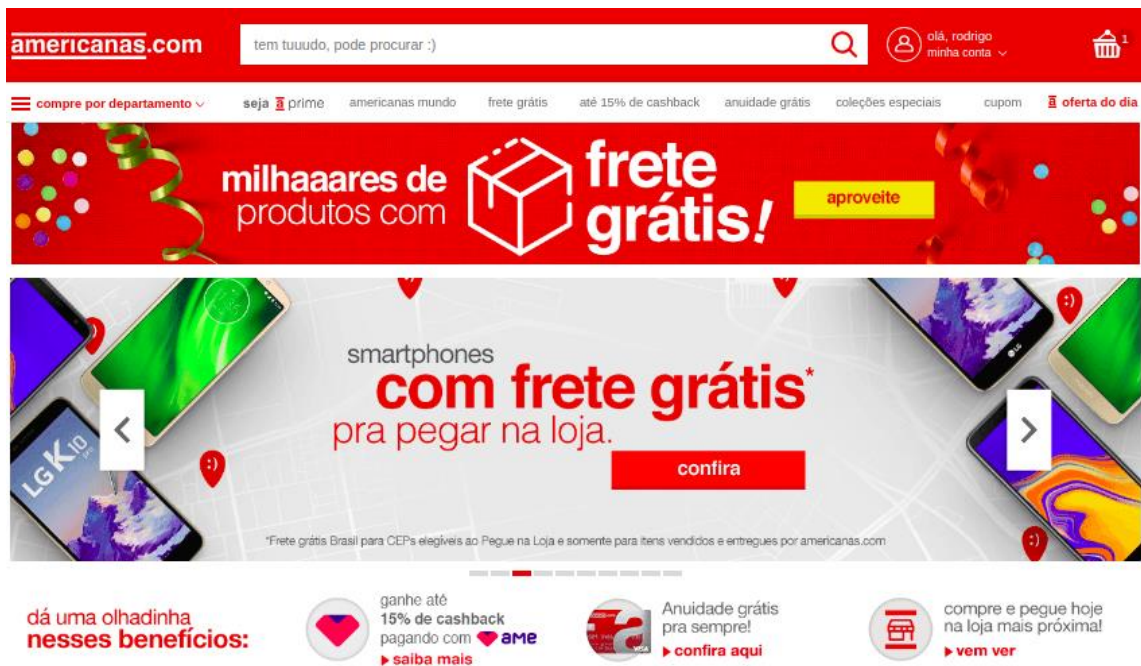 americanas.com
tem tuuudo, pode procurar :)
olá, rodrigo
minha conta
1
compre por departamento
seja a prime
americanas mundo
frete grátis
até 15% de cashback
anuidade grátis
coleções especiais
cupom
a oferta do dia
milhaaares de
produtos com
frete
grátis!
aproveite
smartphones
com frete grátis*
pra pegar na loja.
confira
LG K10 pro
LG
:)
:)
:)
*Frete grátis Brasil para CEPs elegíveis ao Pegue na Loja e somente para itens vendidos e entregues por americanas.com
dá uma olhadinha
nesses benefícios:
ganhe até
15% de cashback
pagando com ame
saiba mais
a
VISA
Anuidade grátis
pra sempre!
confira aqui
compre e pegue hoje
na loja mais próxima!
vem ver